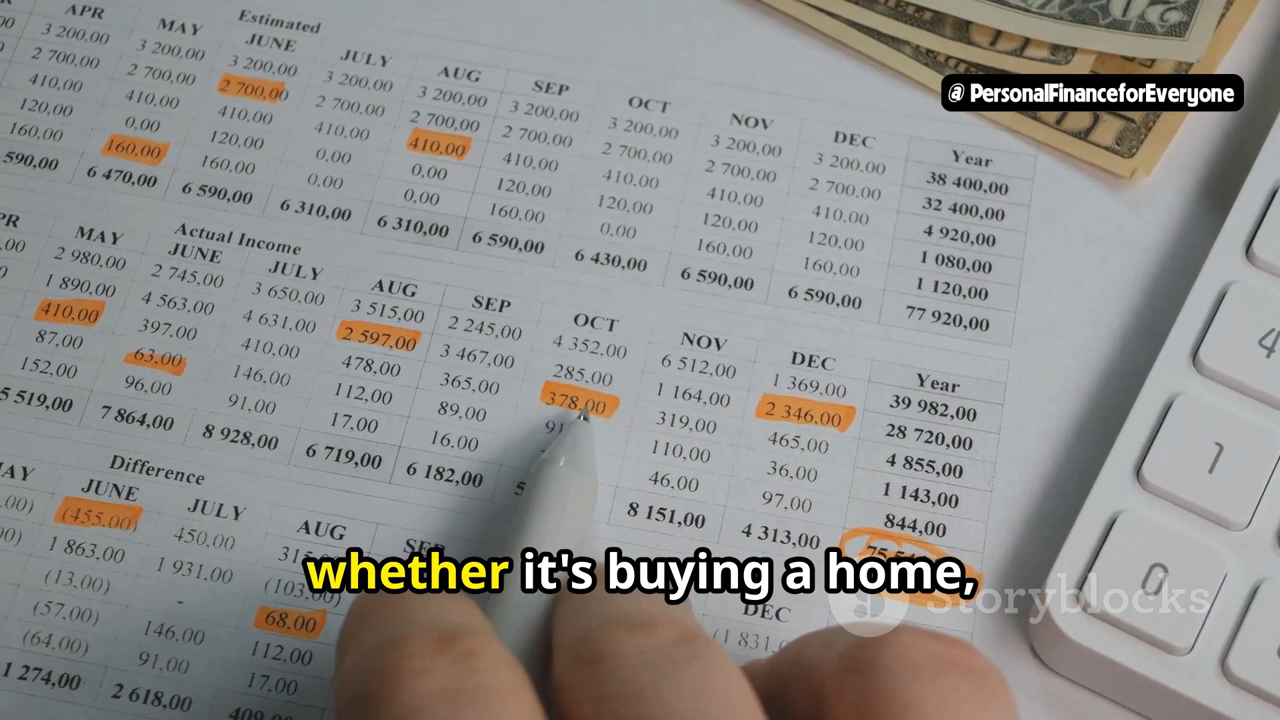 @ PersonalFinanceforEveryone
Estimated
APR MAY JUNE JULY AUG SEP OCT NOV DEC Year
3 200,00 3 200,00 3 200,00 3 200,00 3 200,00 3 200,00 3 200,00 3 200,00 3 200,00 38 400,00
2 700,00 2 700,00 2 700,00 2 700,00 2 700,00 2 700,00 2 700,00 2 700,00 2 700,00 32 400,00
410,00 410,00 410,00 410,00 410,00 410,00 410,00 410,00 410,00 4 920,00
120,00 0,00 120,00 0,00 0,00 120,00 120,00 120,00 120,00 1 080,00
160,00 160,00 160,00 0,00 0,00 160,00 0,00 160,00 160,00 1 120,00
590,00 6 470,00 6 590,00 6 310,00 6 310,00 6 590,00 6 430,00 6 590,00 6 590,00 77 920,00
Actual Income
MAY JUNE JULY AUG SEP OCT NOV DEC Year
2 980,00 2 745,00 3 650,00 3 515,00 2 245,00 4 352,00 6 512,00 1 369,00 39 982,00
1 890,00 4 563,00 4 631,00 2 597,00 3 467,00 285,00 1 164,00 2 346,00 28 720,00
410,00 397,00 410,00 478,00 365,00 378,00 319,00 465,00 4 855,00
87,00 63,00 146,00 112,00 89,00 91 110,00 36,00 1 143,00
152,00 96,00 91,00 17,00 16,00 46,00 97,00 844,00
5 519,00 7 864,00 8 928,00 6 719,00 6 182,00 8 151,00 4 313,00
Difference
JUNE JULY AUG SEP DEC
(455.00) 450,00 315
1 863,00 1 931,00 (103,00)
(13,00) - 68,00
(57,00) 146,00 112,00
(64,00) 91,00 17,00
1 274,00 2 618,00
whether it's buying a home,
Storyblocks
4
1
0